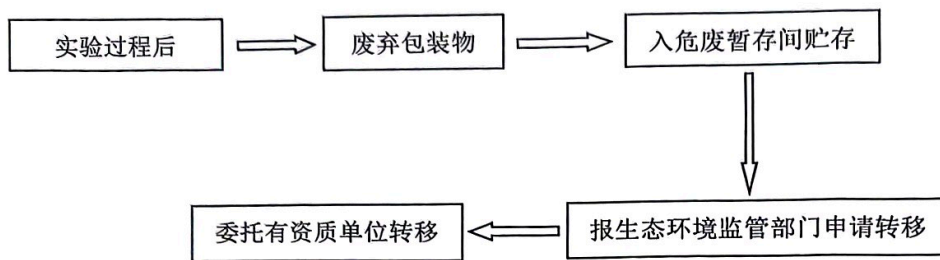 实验过程后
废弃包装物
入危废暂存间贮存
报生态环境监管部门申请转移
委托有资质单位转移